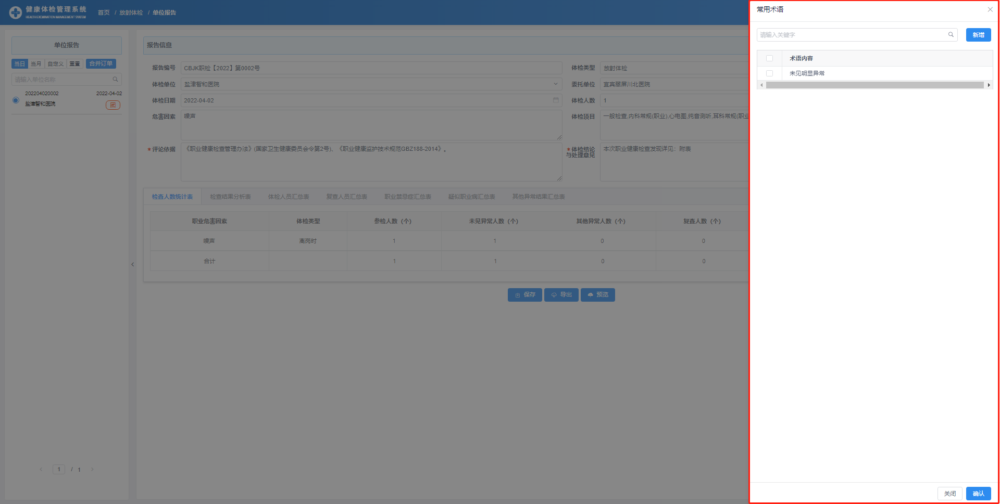 健康体检管理系统
HEALTH EXCMINATION MANAGEMENT SYSTEM
首页 / 放射体检 / 单位报告
单位报告
当日 当月 自定义 重置 合并订单
请输入单位名称
202204020002 2022-04-02
盐津智和医院
< 1 / 1 >
报告信息
报告编号 CBJK职检【2022】第0002号 体检类型 放射体检
体检单位 盐津智和医院 委托单位 宜宾翠屏川北医院
体检日期 2022-04-02 体检人数 1
危害因素 噪声 体检项目 一般检查,内科常规(职业),心电图,纯音测听,耳科常规(职业
*评论依据 《职业健康检查管理办法》(国家卫生健康委员会令第2号)、《职业健康监护技术规范GBZ188-2014》。
*体检结论与处理意见 本次职业健康检查发现详见：附表
检查人数统计表 检查结果分析表 体检人员汇总表 复查人员汇总表 职业禁忌症汇总表 疑似职业病汇总表 其他异常结果汇总表
职业危害因素 体检类型 参检人数（个） 未见异常人数（个） 其他异常人数（个） 复查人数（个）
噪声 离岗时 1 1 0 0
合计 1 1 0 0
保存 导出 预览
常用术语
请输入关键字 新增
术语内容
未见明显异常
关闭 确认